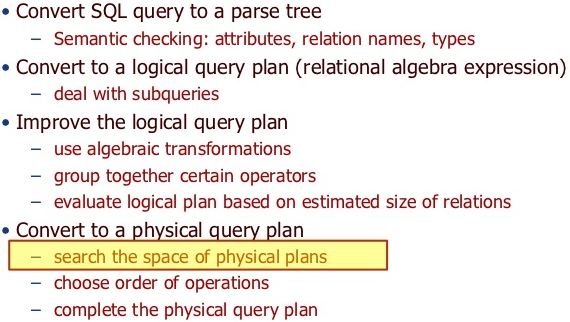 • Convert SQL query to a parse tree
– Semantic checking: attributes, relation names, types
• Convert to a logical query plan (relational algebra expression)
– deal with subqueries
• Improve the logical query plan
– use algebraic transformations
– group together certain operators
– evaluate logical plan based on estimated size of relations
• Convert to a physical query plan
– search the space of physical plans
– choose order of operations
– complete the physical query plan